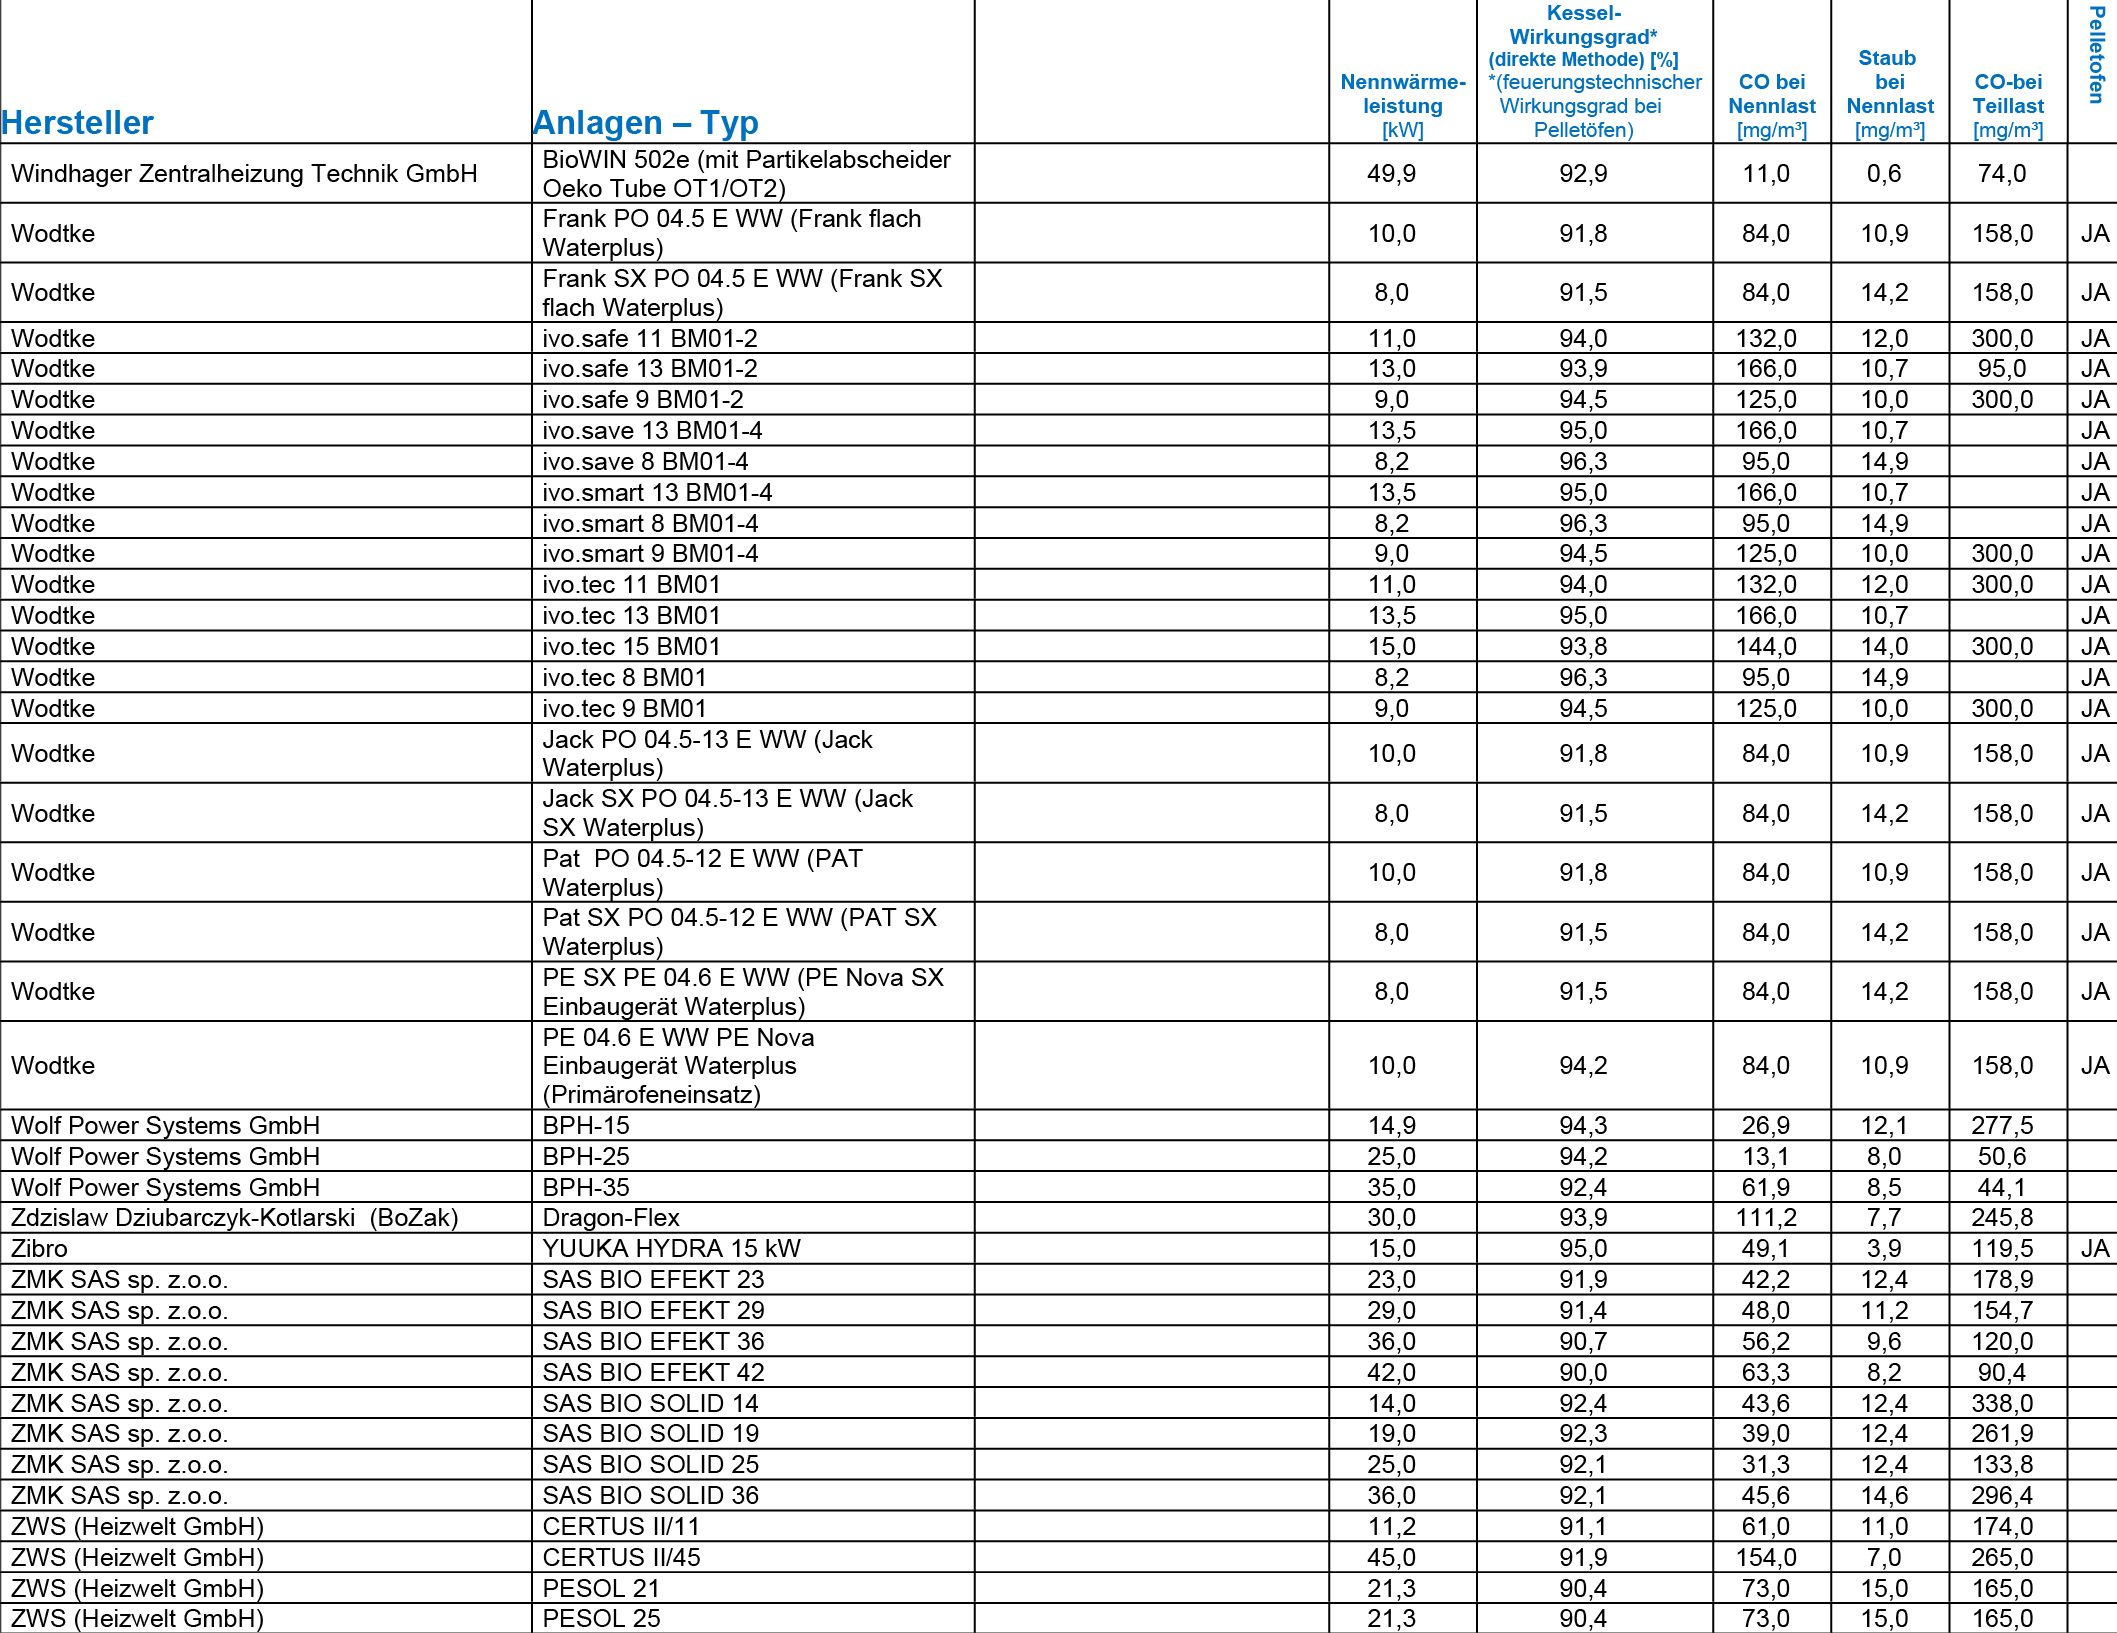 Hersteller Anlagen – Typ Nennwärme-leistung [kW] Kessel-Wirkungsgrad* (direkte Methode) [%] *(feuerungstechnischer Wirkungsgrad bei Pelletöfen) CO bei Nennlast [mg/m³] Staub bei Nennlast [mg/m³] CO-bei Teillast [mg/m³] Pelletofen
Windhager Zentralheizung Technik GmbH BioWIN 502e (mit Partikelabscheider Oeko Tube OT1/OT2) 49,9 92,9 11,0 0,6 74,0
Wodtke Frank PO 04.5 E WW (Frank flach Waterplus) 10,0 91,8 84,0 10,9 158,0 JA
Wodtke Frank SX PO 04.5 E WW (Frank SX flach Waterplus) 8,0 91,5 84,0 14,2 158,0 JA
Wodtke ivo.safe 11 BM01-2 11,0 94,0 132,0 12,0 300,0 JA
Wodtke ivo.safe 13 BM01-2 13,0 93,9 166,0 10,7 95,0 JA
Wodtke ivo.safe 9 BM01-2 9,0 94,5 125,0 10,0 300,0 JA
Wodtke ivo.save 13 BM01-4 13,5 95,0 166,0 10,7 JA
Wodtke ivo.save 8 BM01-4 8,2 96,3 95,0 14,9 JA
Wodtke ivo.smart 13 BM01-4 13,5 95,0 166,0 10,7 JA
Wodtke ivo.smart 8 BM01-4 8,2 96,3 95,0 14,9 JA
Wodtke ivo.smart 9 BM01-4 9,0 94,5 125,0 10,0 300,0 JA
Wodtke ivo.tec 11 BM01 11,0 94,0 132,0 12,0 300,0 JA
Wodtke ivo.tec 13 BM01 13,5 95,0 166,0 10,7 JA
Wodtke ivo.tec 15 BM01 15,0 93,8 144,0 14,0 300,0 JA
Wodtke ivo.tec 8 BM01 8,2 96,3 95,0 14,9 JA
Wodtke ivo.tec 9 BM01 9,0 94,5 125,0 10,0 300,0 JA
Wodtke Jack PO 04.5-13 E WW (Jack Waterplus) 10,0 91,8 84,0 10,9 158,0 JA
Wodtke Jack SX PO 04.5-13 E WW (Jack SX Waterplus) 8,0 91,5 84,0 14,2 158,0 JA
Wodtke Pat  PO 04.5-12 E WW (PAT Waterplus) 10,0 91,8 84,0 10,9 158,0 JA
Wodtke Pat SX PO 04.5-12 E WW (PAT SX Waterplus) 8,0 91,5 84,0 14,2 158,0 JA
Wodtke PE SX PE 04.6 E WW (PE Nova SX Einbaugerät Waterplus) 8,0 91,5 84,0 14,2 158,0 JA
Wodtke PE 04.6 E WW PE Nova Einbaugerät Waterplus (Primärofeneinsatz) 10,0 94,2 84,0 10,9 158,0 JA
Wolf Power Systems GmbH BPH-15 14,9 94,3 26,9 12,1 277,5
Wolf Power Systems GmbH BPH-25 25,0 94,2 13,1 8,0 50,6
Wolf Power Systems GmbH BPH-35 35,0 92,4 61,9 8,5 44,1
Zdzislaw Dziubarczyk-Kotlarski  (BoZak) Dragon-Flex 30,0 93,9 111,2 7,7 245,8
Zibro YUUKA HYDRA 15 kW 15,0 95,0 49,1 3,9 119,5 JA
ZMK SAS sp. z.o.o. SAS BIO EFEKT 23 23,0 91,9 42,2 12,4 178,9
ZMK SAS sp. z.o.o. SAS BIO EFEKT 29 29,0 91,4 48,0 11,2 154,7
ZMK SAS sp. z.o.o. SAS BIO EFEKT 36 36,0 90,7 56,2 9,6 120,0
ZMK SAS sp. z.o.o. SAS BIO EFEKT 42 42,0 90,0 63,3 8,2 90,4
ZMK SAS sp. z.o.o. SAS BIO SOLID 14 14,0 92,4 43,6 12,4 338,0
ZMK SAS sp. z.o.o. SAS BIO SOLID 19 19,0 92,3 39,0 12,4 261,9
ZMK SAS sp. z.o.o. SAS BIO SOLID 25 25,0 92,1 31,3 12,4 133,8
ZMK SAS sp. z.o.o. SAS BIO SOLID 36 36,0 92,1 45,6 14,6 296,4
ZWS (Heizwelt GmbH) CERTUS II/11 11,2 91,1 61,0 11,0 174,0
ZWS (Heizwelt GmbH) CERTUS II/45 45,0 91,9 154,0 7,0 265,0
ZWS (Heizwelt GmbH) PESOL 21 21,3 90,4 73,0 15,0 165,0
ZWS (Heizwelt GmbH) PESOL 25 21,3 90,4 73,0 15,0 165,0